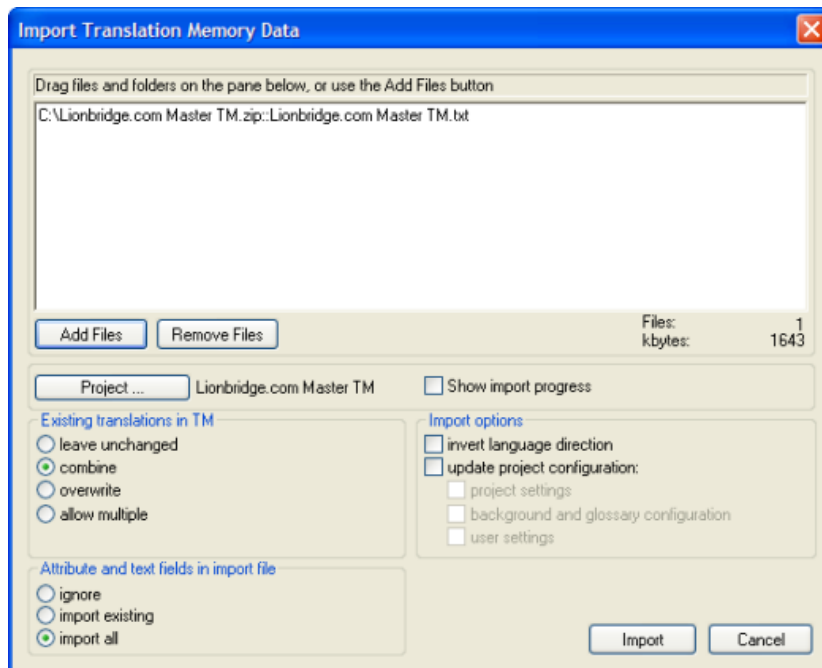 Import Translation Memory Data
Drag files and folders on the pane below, or use the Add Files button
C:\Lionbridge.com Master TM.zip::Lionbridge.com Master TM.txt
Add Files
Remove Files
Files: 1
kbytes: 1643
Project ...
Lionbridge.com Master TM
Show import progress
Existing translations in TM
leave unchanged
combine
overwrite
allow multiple
Import options
invert language direction
update project configuration:
project settings
background and glossary configuration
user settings
Attribute and text fields in import file
ignore
import existing
import all
Import
Cancel